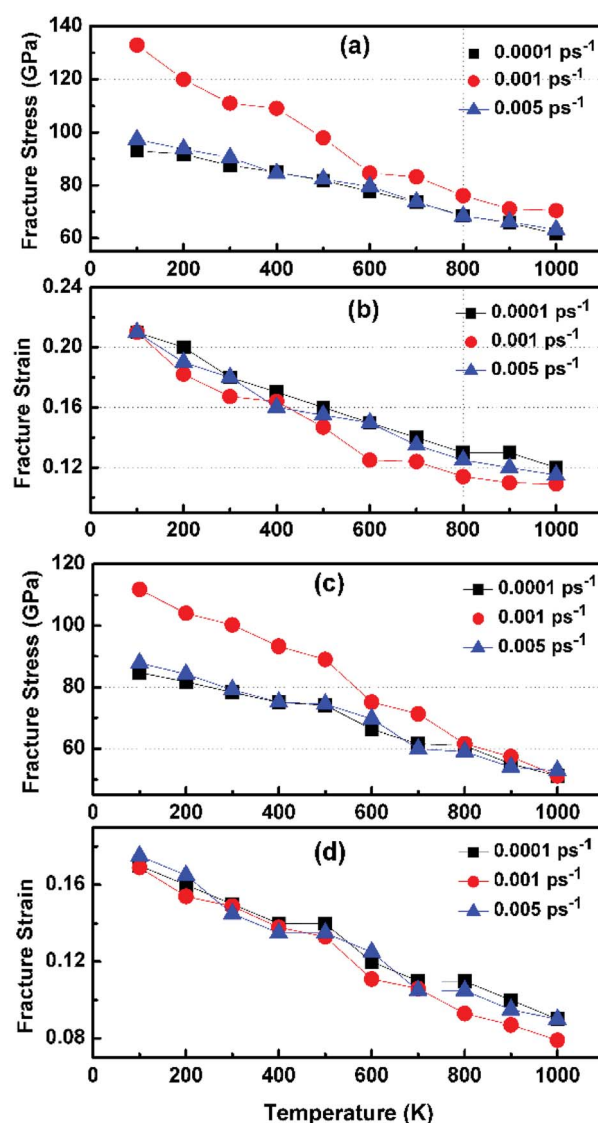 (a)
Fracture Stress (GPa)
140
120
100
80
60
0.0001 ps⁻¹
0.001 ps⁻¹
0.005 ps⁻¹
0 200 400 600 800 1000
(b)
Fracture Strain
0.24
0.20
0.16
0.12
0.0001 ps⁻¹
0.001 ps⁻¹
0.005 ps⁻¹
0 200 400 600 800 1000
(c)
Fracture Stress (GPa)
120
100
80
60
0.0001 ps⁻¹
0.001 ps⁻¹
0.005 ps⁻¹
0 200 400 600 800 1000
(d)
Fracture Strain
0.16
0.12
0.08
0.0001 ps⁻¹
0.001 ps⁻¹
0.005 ps⁻¹
0 200 400 600 800 1000
Temperature (K)